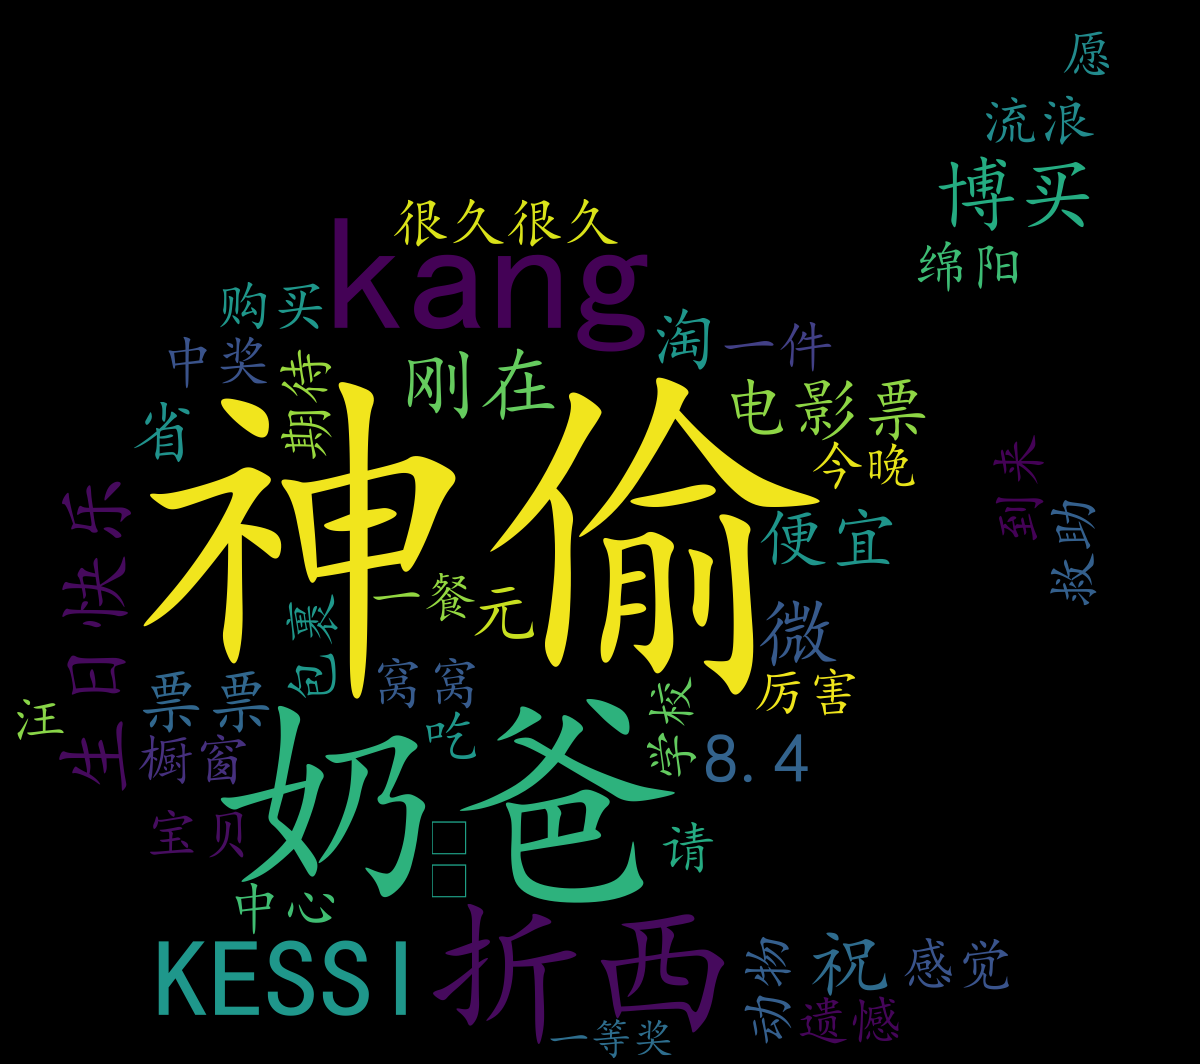 愿
流浪
博买
很久很久
kang
绵阳
购买
淘
一件
中奖
期待
刚在
电影票
省
神偷
今晚
到来
生日快乐
便宜
救助
一餐
元
包裹
微
窝窝
厉害
票票
汪
吃
学校
橱窗
8.4
奶爸
宝贝
请
中心
KESSI
折西
动物
祝
感觉
遗憾
一等奖